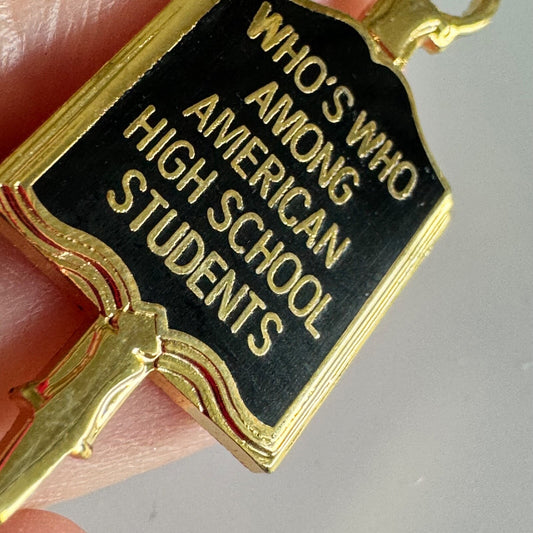 WHO'S WHO
AMONG
AMERICAN
HIGH SCHOOL
STUDENTS